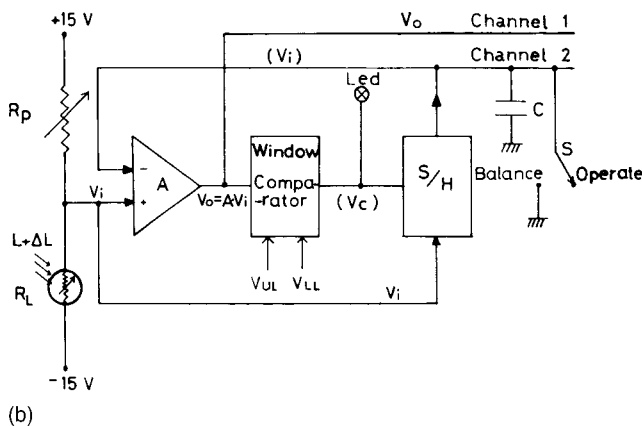 +15 V
Vo
Channel 1
(Vi)
Channel 2
Led
Rp
C
Window
Compa-
-rator
S/H
S
Operate
Balance
-
A
+
Vi
Vo=A·Vi
(Vc)
L+ΔL
RL
VUL
VLL
Vi
-15 V
(b)